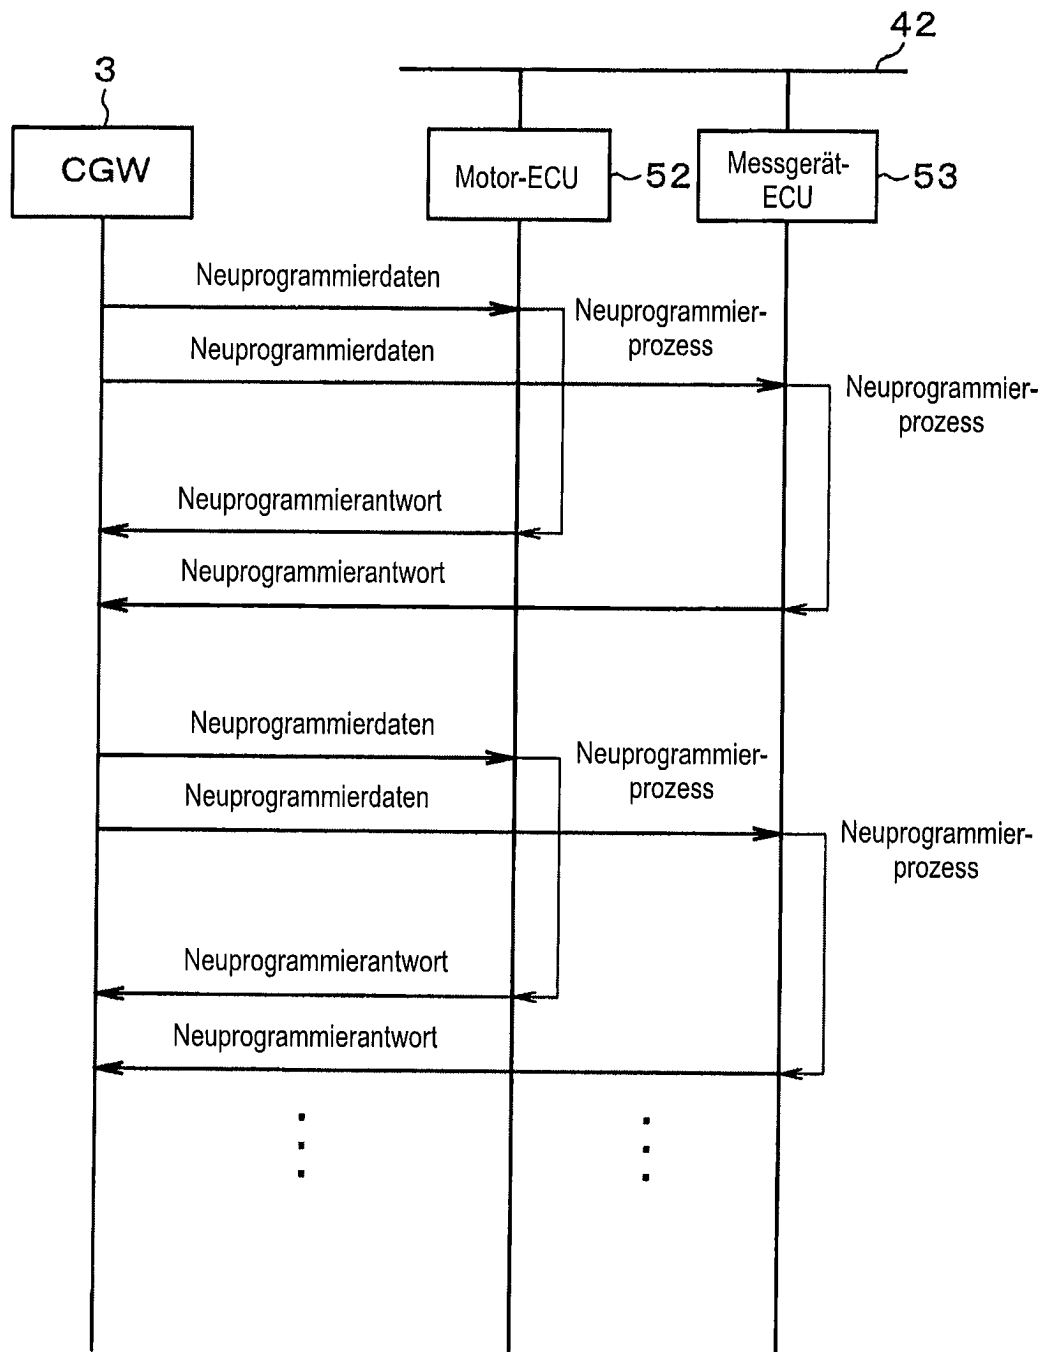 42
3
CGW
Motor-ECU
52
Messgerät-
ECU
53
Neuprogrammierdaten
Neuprogrammier-
prozess
Neuprogrammierdaten
Neuprogrammier-
prozess
Neuprogrammierantwort
Neuprogrammierantwort
Neuprogrammierdaten
Neuprogrammier-
prozess
Neuprogrammierdaten
Neuprogrammier-
prozess
Neuprogrammierantwort
Neuprogrammierantwort